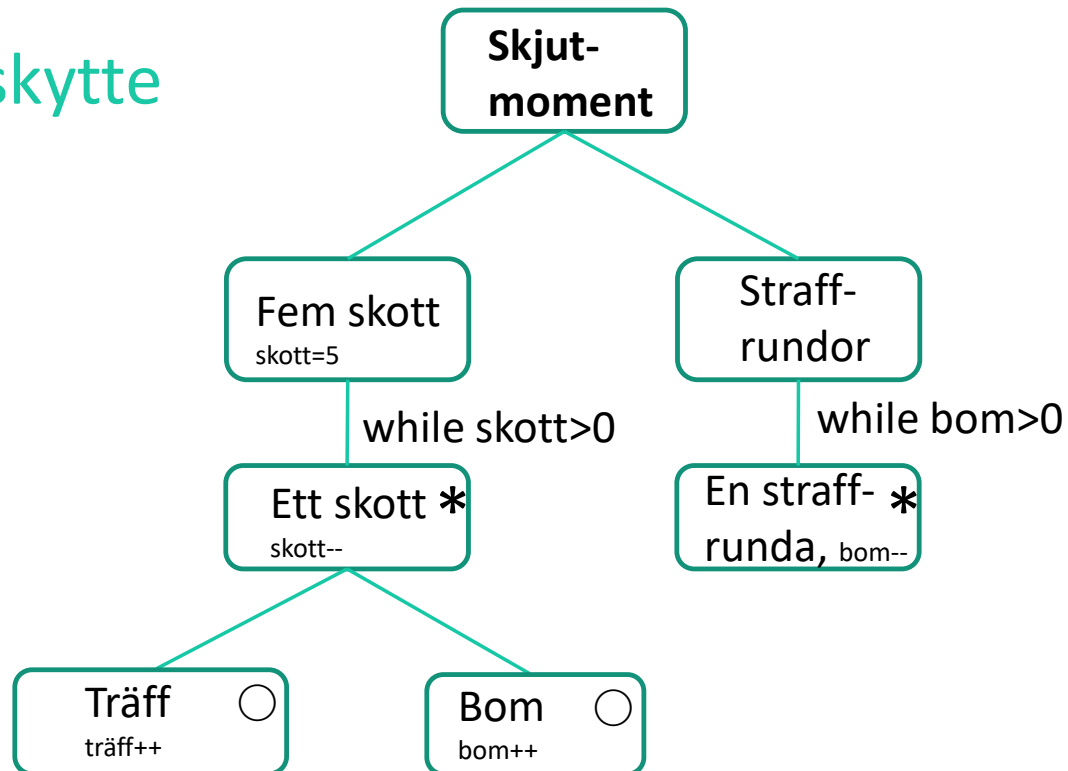 skytte
Skjut-
moment
Fem skott
skott=5
Straff-
rundor
while skott>0
while bom>0
Ett skott *
skott--
En straff- *
runda, bom--
Träff
träff++
Bom
bom++